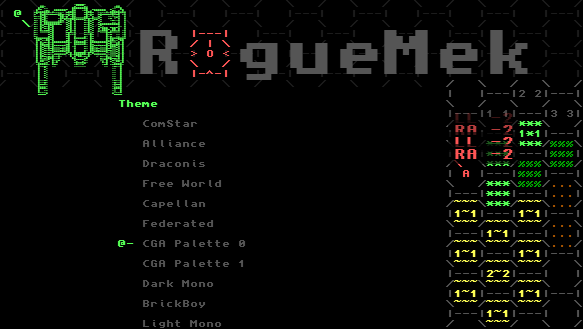 RogueMek
Theme
ComStar
Alliance
Draconis
Free World
Capellan
Federated
@- CGA Palette 0
CGA Palette 1
Dark Mono
BrickBoy
Light Mono